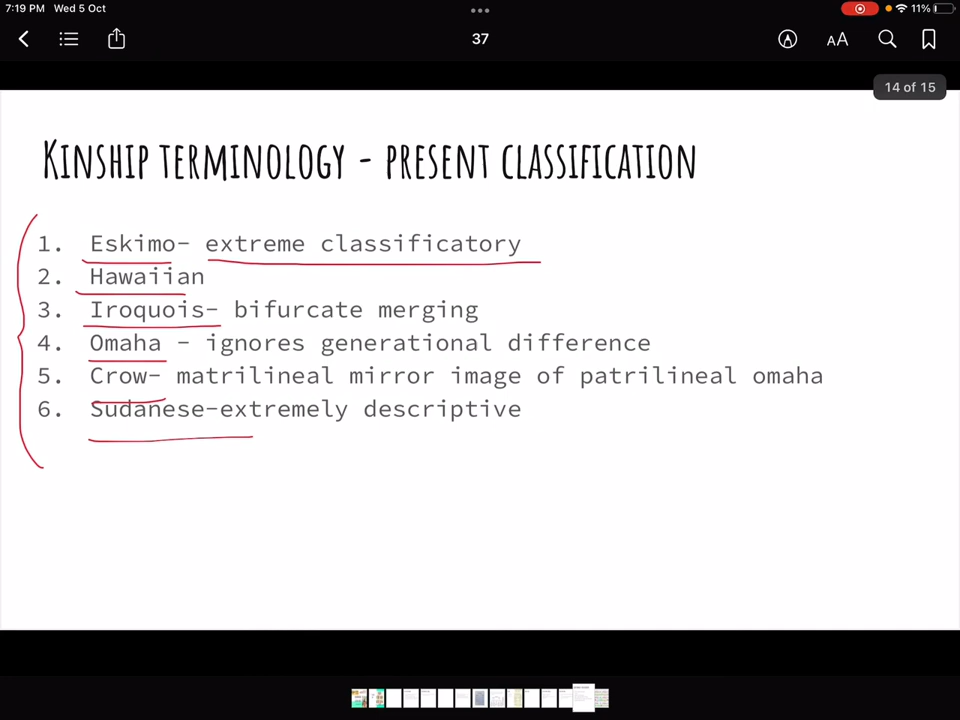 7:19 PM Wed 5 Oct
11%
37
AA
14 of 15
KINSHIP TERMINOLOGY - PRESENT CLASSIFICATION
1. Eskimo- extreme classificatory
2. Hawaiian
3. Iroquois- bifurcate merging
4. Omaha - ignores generational difference
5. Crow- matrilineal mirror image of patrilineal omaha
6. Sudanese-extremely descriptive